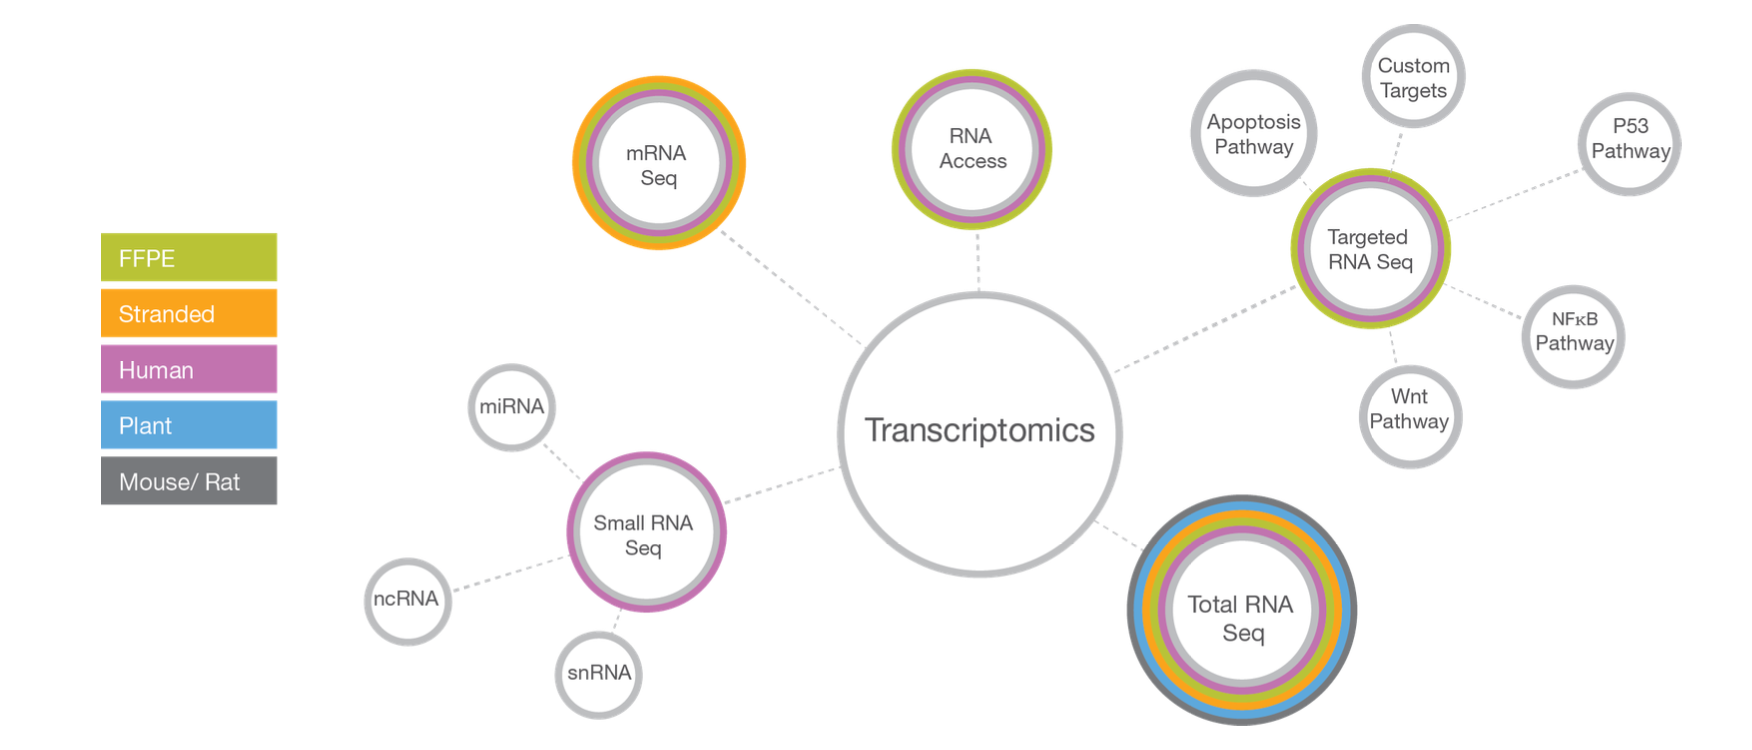 FFPE
Stranded
Human
Plant
Mouse/ Rat
mRNA
Seq
RNA
Access
Apoptosis
Pathway
Custom
Targets
P53
Pathway
Targeted
RNA Seq
NFκB
Pathway
Wnt
Pathway
Transcriptomics
miRNA
Small RNA
Seq
ncRNA
snRNA
Total RNA
Seq